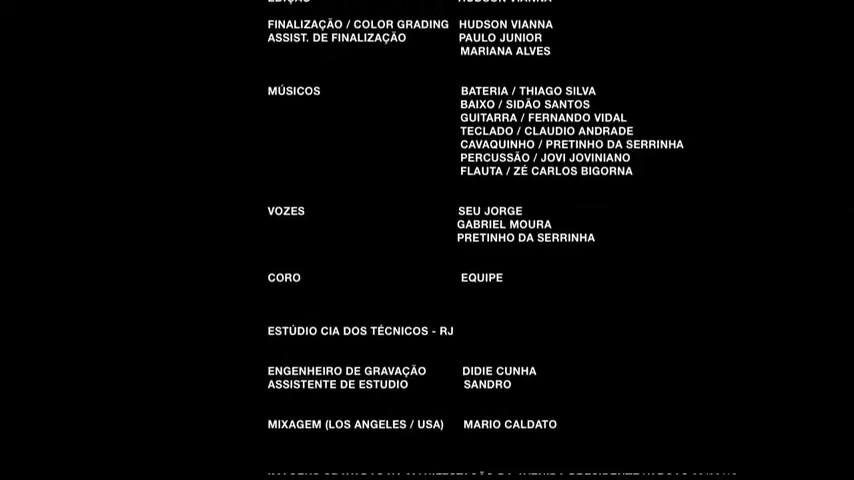 EDIÇÃO HUDSON VIANNA
FINALIZAÇÃO / COLOR GRADING HUDSON VIANNA
ASSIST. DE FINALIZAÇÃO PAULO JUNIOR
MARIANA ALVES
MÚSICOS BATERIA / THIAGO SILVA
BAIXO / SIDÃO SANTOS
GUITARRA / FERNANDO VIDAL
TECLADO / CLAUDIO ANDRADE
CAVAQUINHO / PRETINHO DA SERRINHA
PERCUSSÃO / JOVI JOVINIANO
FLAUTA / ZÉ CARLOS BIGORNA
VOZES SEU JORGE
GABRIEL MOURA
PRETINHO DA SERRINHA
CORO EQUIPE
ESTÚDIO CIA DOS TÉCNICOS - RJ
ENGENHEIRO DE GRAVAÇÃO DIDIE CUNHA
ASSISTENTE DE ESTUDIO SANDRO
MIXAGEM (LOS ANGELES / USA) MARIO CALDATO